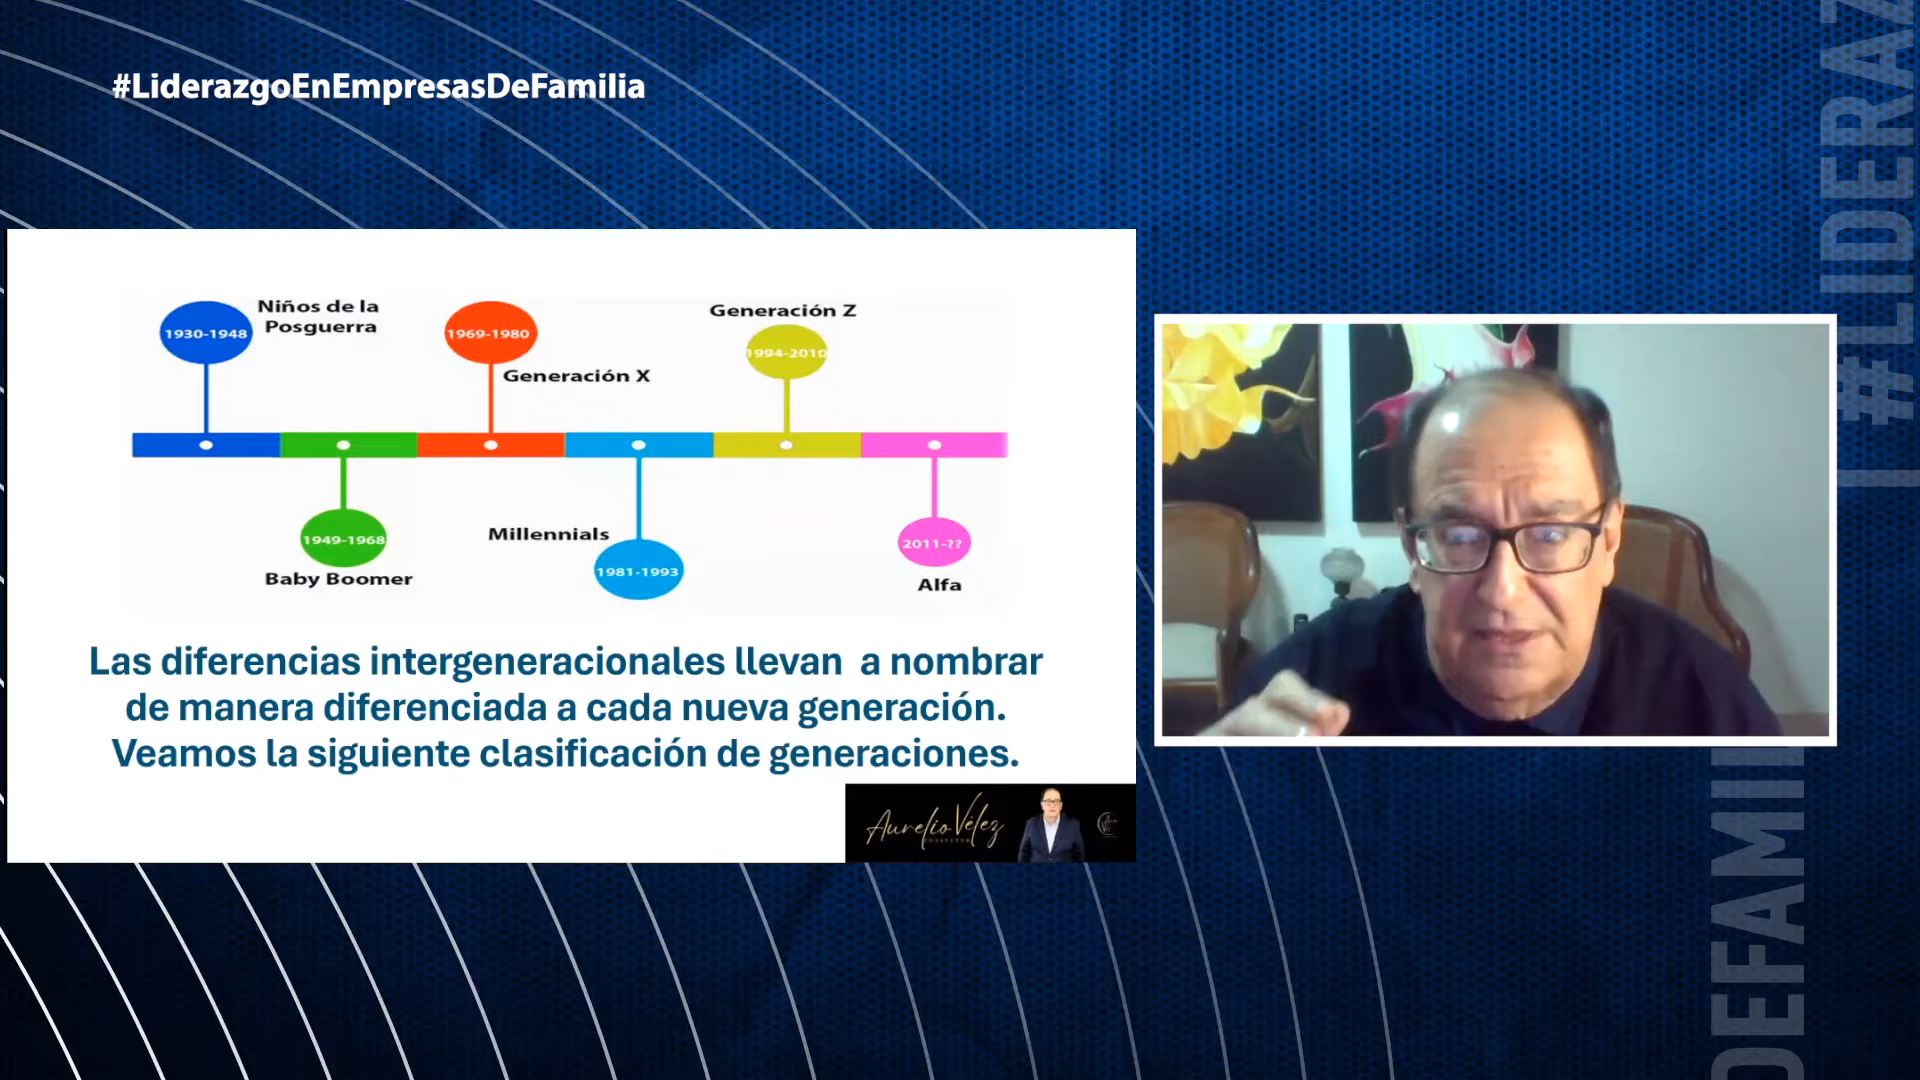 #LiderazgoEnEmpresasDeFamilia
1930-1948
Niños de la
Posguerra
1969-1980
Generación X
Generación Z
1994-2010
1949-1968
Baby Boomer
Millennials
1981-1993
2011-??
Alfa
Las diferencias intergeneracionales llevan a nombrar
de manera diferenciada a cada nueva generación.
Veamos la siguiente clasificación de generaciones.
Aurelio Vélez
CONSULTOR
#LIDERAZ
DEFAMIL